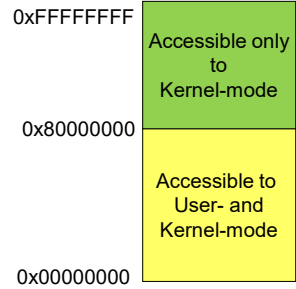 0xFFFFFFFF
Accessible only
to
Kernel-mode
0x80000000
Accessible to
User- and
Kernel-mode
0x00000000